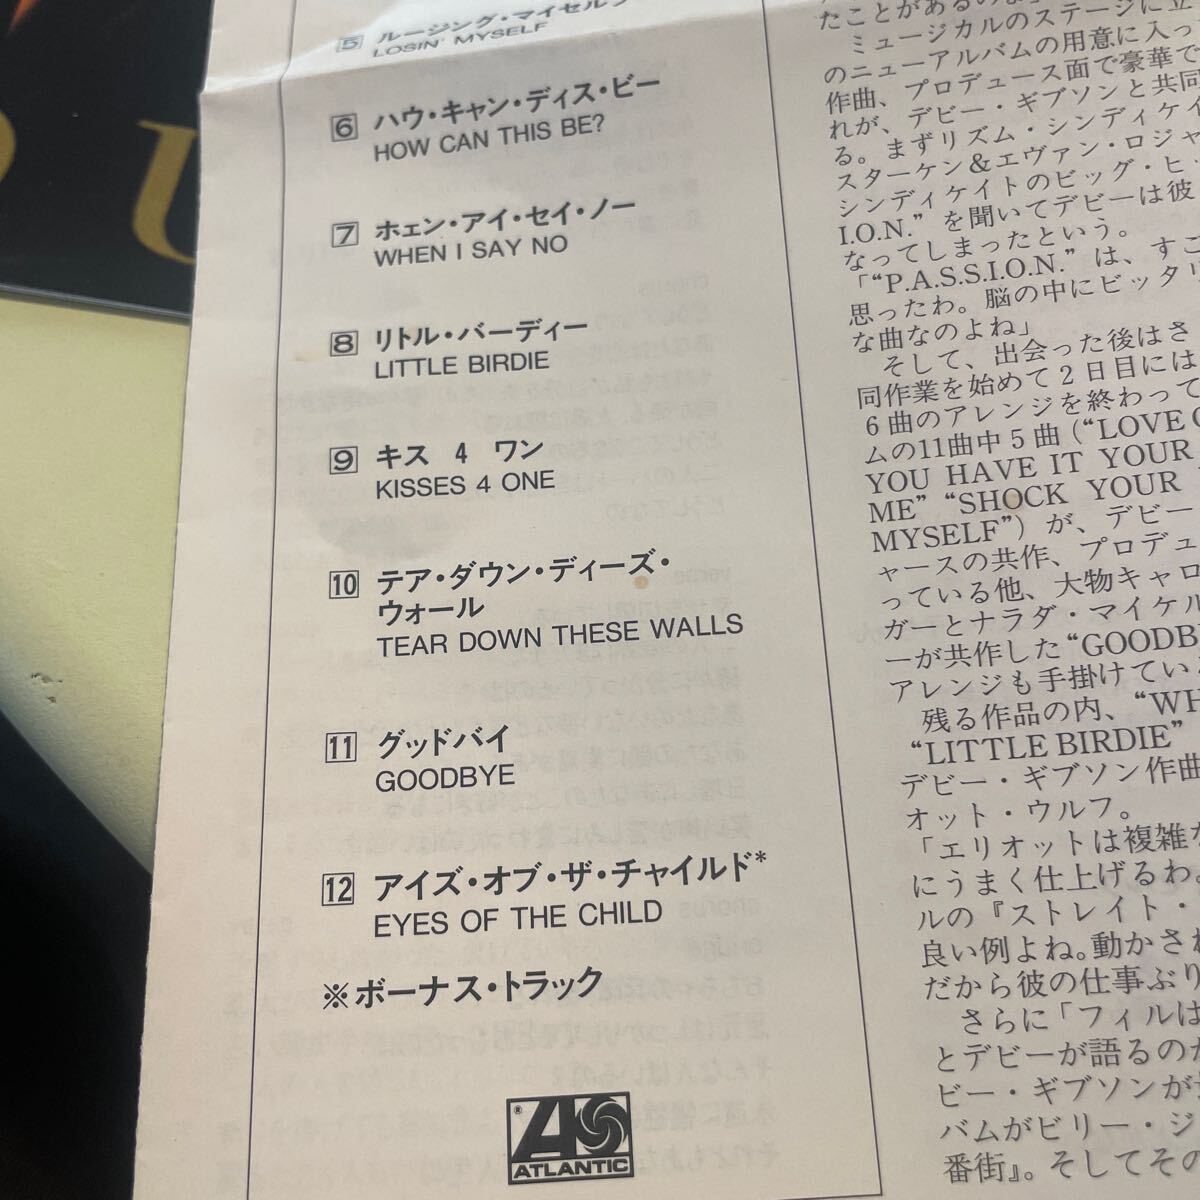 5 ルージング・マイセルフ
LOSIN' MYSELF
6 ハウ・キャン・ディス・ビー
HOW CAN THIS BE?
7 ホェン・アイ・セイ・ノー
WHEN I SAY NO
8 リトル・バーディー
LITTLE BIRDIE
9 キス 4 ワン
KISSES 4 ONE
10 テア・ダウン・ディーズ・
ウォール
TEAR DOWN THESE WALLS
11 グッドバイ
GOODBYE
12 アイズ・オブ・ザ・チャイルド*
EYES OF THE CHILD
※ボーナス・トラック
ATLANTIC
たことがあるのよ
ミュージカルのステージに立
のニューアルバムの用意に入っ
作曲、プロデュース面で豪華で
れが、デビー・ギブソンと共同
る。まずリズム・シンディケイ
スターケン&エヴァン・ロジャ
シンディケイトのビッグ・ヒッ
I.O.N.” を聞いてデビーは彼
なってしまったという。
「“P.A.S.S.I.O.N.” は、すご
思ったわ。脳の中にピッタリ
な曲なのよね」
そして、出会った後はさ
同作業を始めて2日目には
6曲のアレンジを終わって
ムの11曲中5曲 (“LOVE O
YOU HAVE IT YOUR
ME” “SHOCK YOUR
MYSELF”) が、デビー
ャースの共作、プロデュ
っている他、大物キャロ
ガーとナラダ・マイケル
ーが共作した “GOODBY
アレンジも手掛けてい
残る作品の内、“WH
“LITTLE BIRDIE”
デビー・ギブソン作曲
オット・ウルフ。
「エリオットは複雑な
にうまく仕上げるわ。
ルの『ストレイト・
良い例よね。動かされ
だから彼の仕事ぶり
さらに「フィルは
とデビーが語るのが
ビー・ギブソンが
バムがビリー・ジ
番街』。そしてその